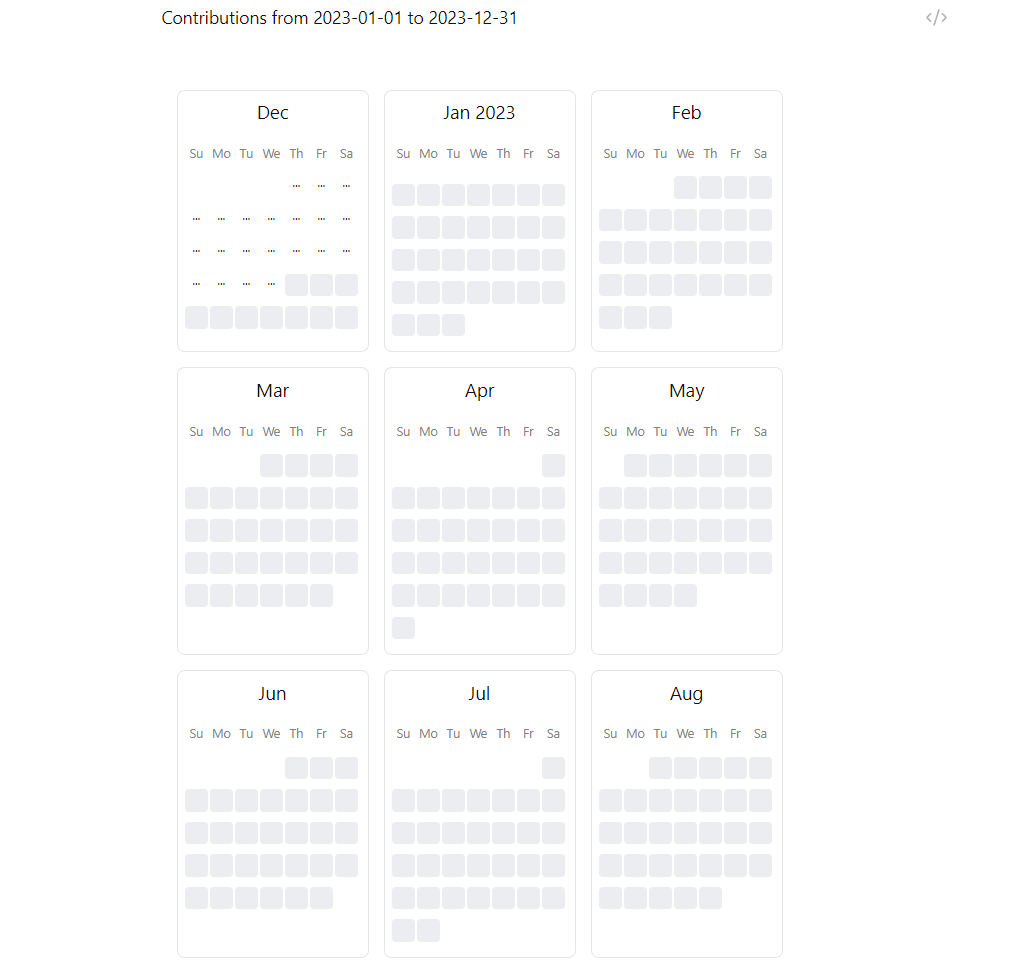 Contributions from 2023-01-01 to 2023-12-31
</>
Dec
Su Mo Tu We Th Fr Sa
... ... ...
... ... ... ... ... ... ...
... ... ... ... ... ... ...
... ... ... ...
Jan 2023
Su Mo Tu We Th Fr Sa
Feb
Su Mo Tu We Th Fr Sa
Mar
Su Mo Tu We Th Fr Sa
Apr
Su Mo Tu We Th Fr Sa
May
Su Mo Tu We Th Fr Sa
Jun
Su Mo Tu We Th Fr Sa
Jul
Su Mo Tu We Th Fr Sa
Aug
Su Mo Tu We Th Fr Sa